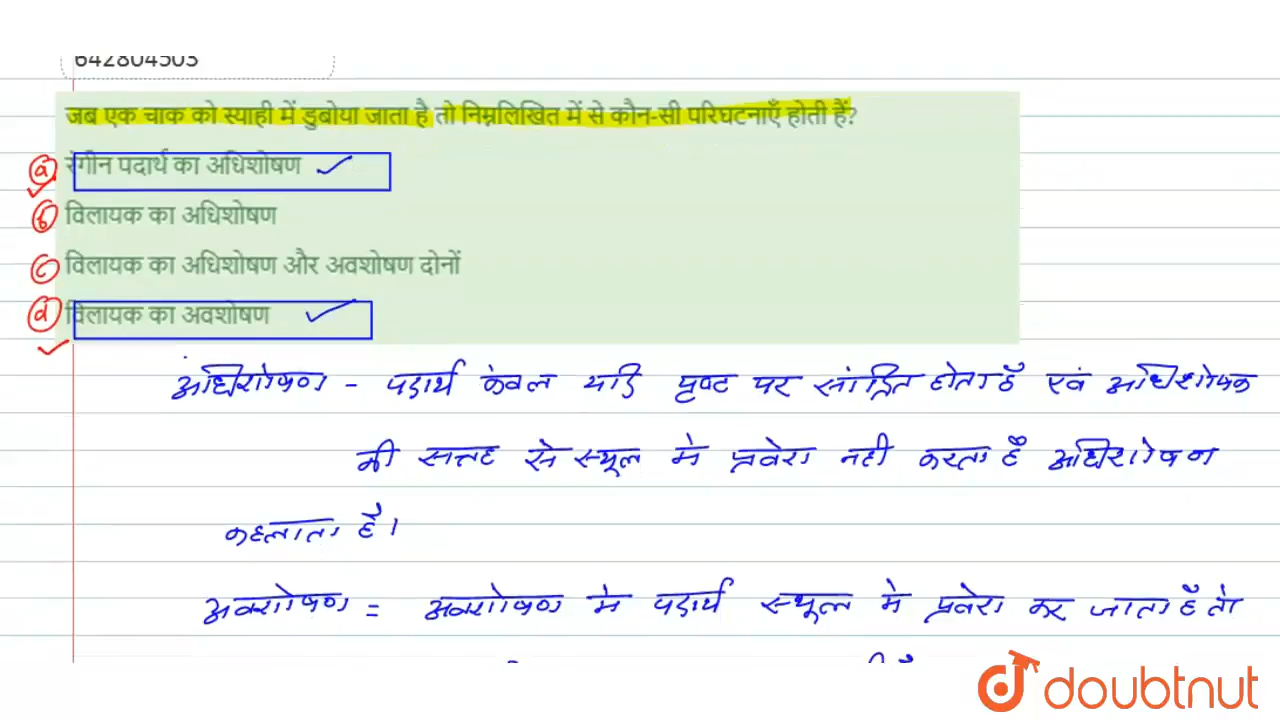 642804503
जब एक चाक को स्याही में डुबोया जाता है तो निम्नलिखित में से कौन-सी परिघटनाएँ होती हैं?
(a) रंगीन पदार्थ का अधिशोषण
(b) विलायक का अधिशोषण
(c) विलायक का अधिशोषण और अवशोषण दोनों
(d) विलायक का अवशोषण
अधिशोषण - पदार्थ केवल यदि पृष्ठ पर सांद्रित होता है एवं अधिशोषक
की सतह से स्थूल मे प्रवेश नही करता है अधिशोषण
कहलाता है।
अवशोषण = अवशोषण मे पदार्थ स्थूल मे प्रवेश कर जाता है तो
doubtnut